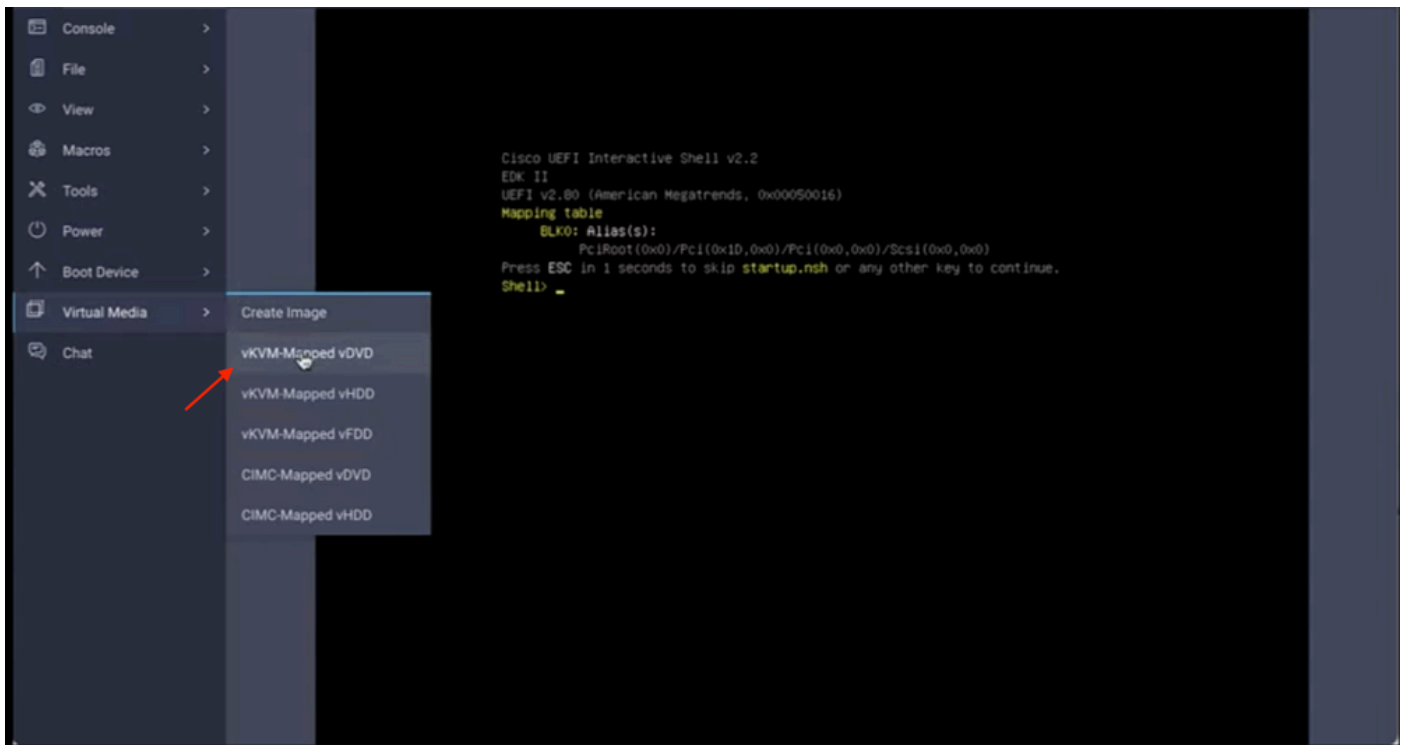 Console
File
View
Macros
Tools
Power
Boot Device
Virtual Media
Chat
Create Image
vKVM-Mapped vDVD
vKVM-Mapped vHDD
vKVM-Mapped vFDD
CIMC-Mapped vDVD
CIMC-Mapped vHDD
Cisco UEFI Interactive Shell v2.2
EDK II
UEFI v2.80 (American Megatrends, 0x00050016)
Mapping table
BLK0: Alias(s):
PciRoot(0x0)/Pci(0x1D,0x0)/Pci(0x0,0x0)/Scsi(0x0,0x0)
Press ESC in 1 seconds to skip startup.nsh or any other key to continue.
Shell> _